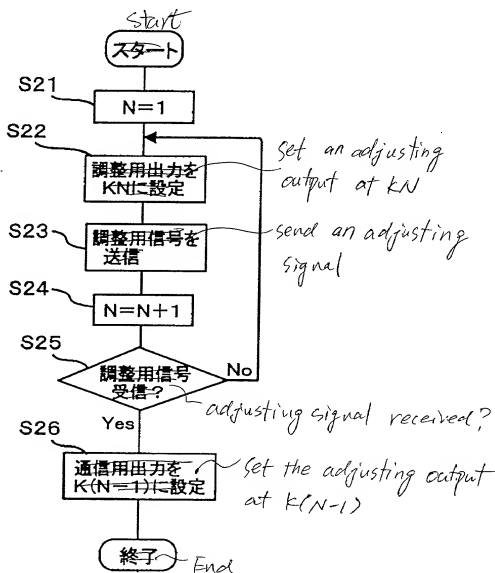 Start
スタート
S21
N=1
S22
調整用出力を
KNに設定
set an adjusting
output at KN
S23
調整用信号を
送信
send an adjusting
signal
S24
N=N+1
S25
調整用信号
受信?
No
adjusting signal received?
Yes
S26
通信用出力を
K(N-1)に設定
set the adjusting output
at K(N-1)
終了
End